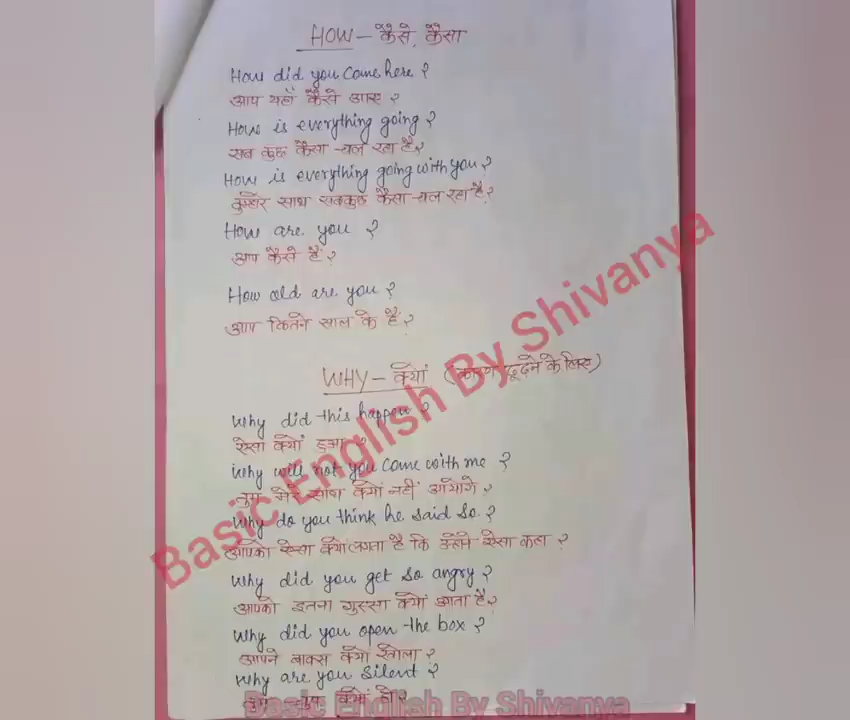 HOW – कैसे, कैसा
How did you come here ?
आप यहाँ कैसे आए ?
How is everything going ?
सब कुछ कैसा चल रहा है ?
How is everything going with you ?
तुम्हारे साथ सबकुछ कैसा चल रहा है ?
How are you ?
आप कैसे हैं ?
How old are you ?
आप कितने साल के हैं ?
WHY – क्यों (कारण ढूढ़ने के लिए)
Why did this happen ?
ऐसा क्यों हुआ ?
Why will not you come with me ?
तुम मेरे साथ क्यों नहीं आओगे ?
Why do you think he said so ?
आपको ऐसा क्यों लगता है कि उसने ऐसा कहा ?
Why did you get so angry ?
आपको इतना गुस्सा क्यों आता है ?
Why did you open the box ?
आपने बाक्स क्यों खोला ?
Why are you silent ?
तुम चुप क्यों हो ?
Basic English By Shivanya
Basic English By Shivanya